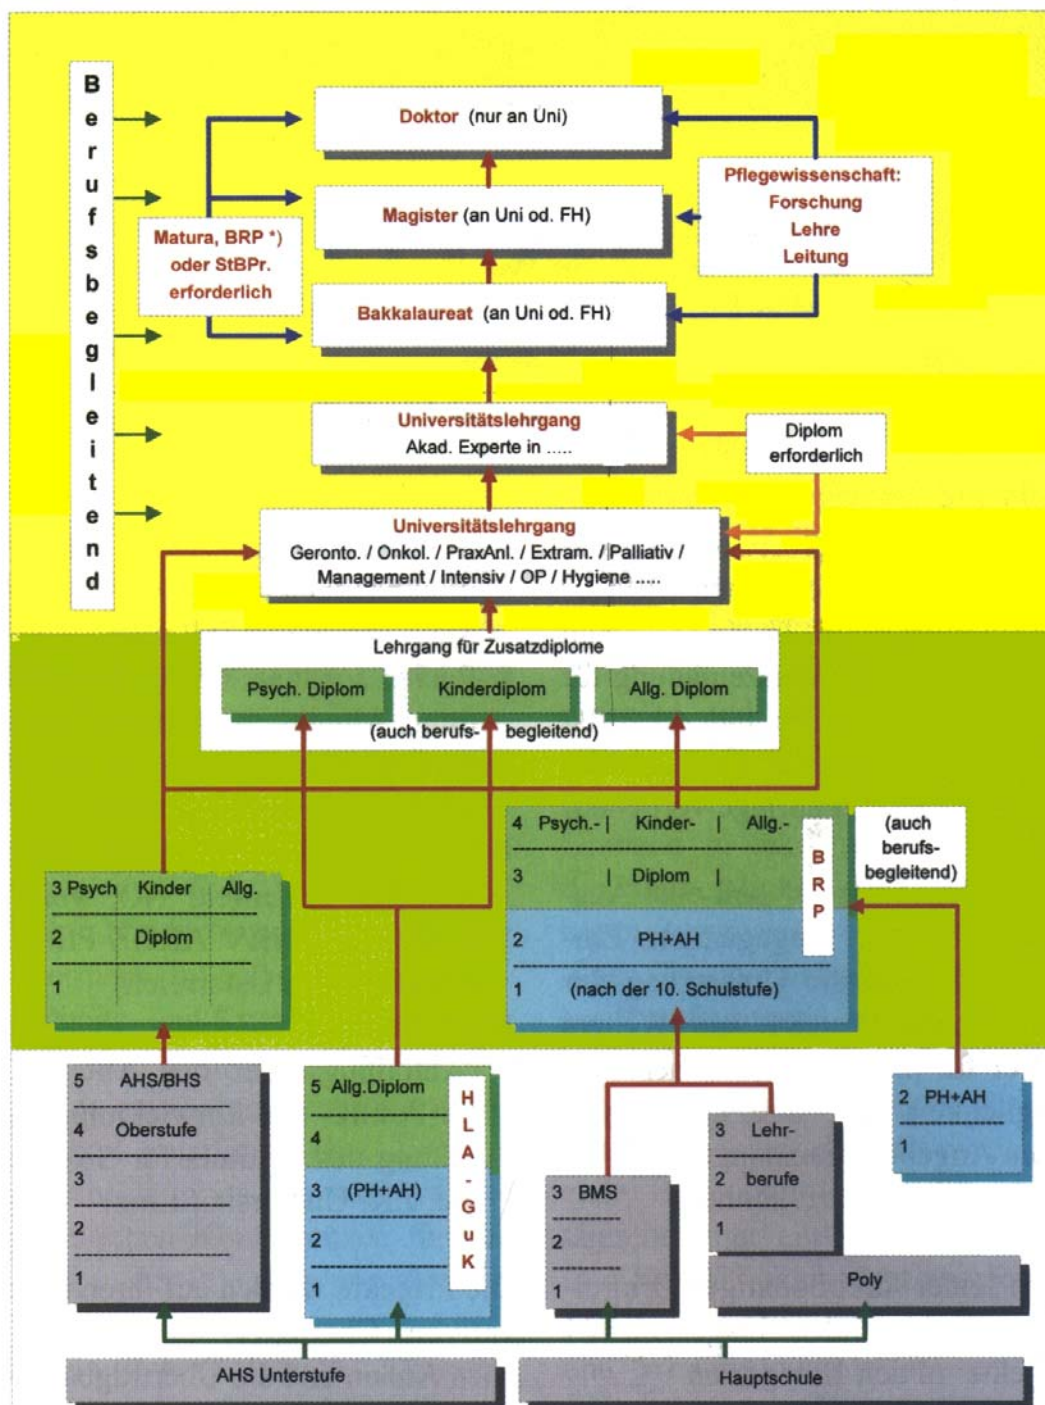 Berufsbegleitend
Doktor (nur an Uni)
Magister (an Uni od. FH)
Bakkalaureat (an Uni od. FH)
Matura, BRP *)
oder StBPr.
erforderlich
Pflegewissenschaft:
Forschung
Lehre
Leitung
Universitätslehrgang
Akad. Experte in .....
Diplom
erforderlich
Universitätslehrgang
Geronto. / Onkol. / PraxAnl. / Extram. / Palliativ /
Management / Intensiv / OP / Hygiene .....
Lehrgang für Zusatzdiplome
Psych. Diplom
Kinderdiplom
Allg. Diplom
(auch berufs- begleitend)
4 Psych.- | Kinder- | Allg.-
3 | Diplom |
2 PH+AH
1 (nach der 10. Schulstufe)
BRP
(auch
berufs-
begleitend)
3 Psych Kinder Allg.
2 Diplom
1
5 AHS/BHS
4 Oberstufe
3
2
1
5 Allg.Diplom
4
3 (PH+AH)
2
1
HLA-GuK
3 BMS
2
1
3 Lehr-
2 berufe
1
2 PH+AH
1
Poly
AHS Unterstufe
Hauptschule